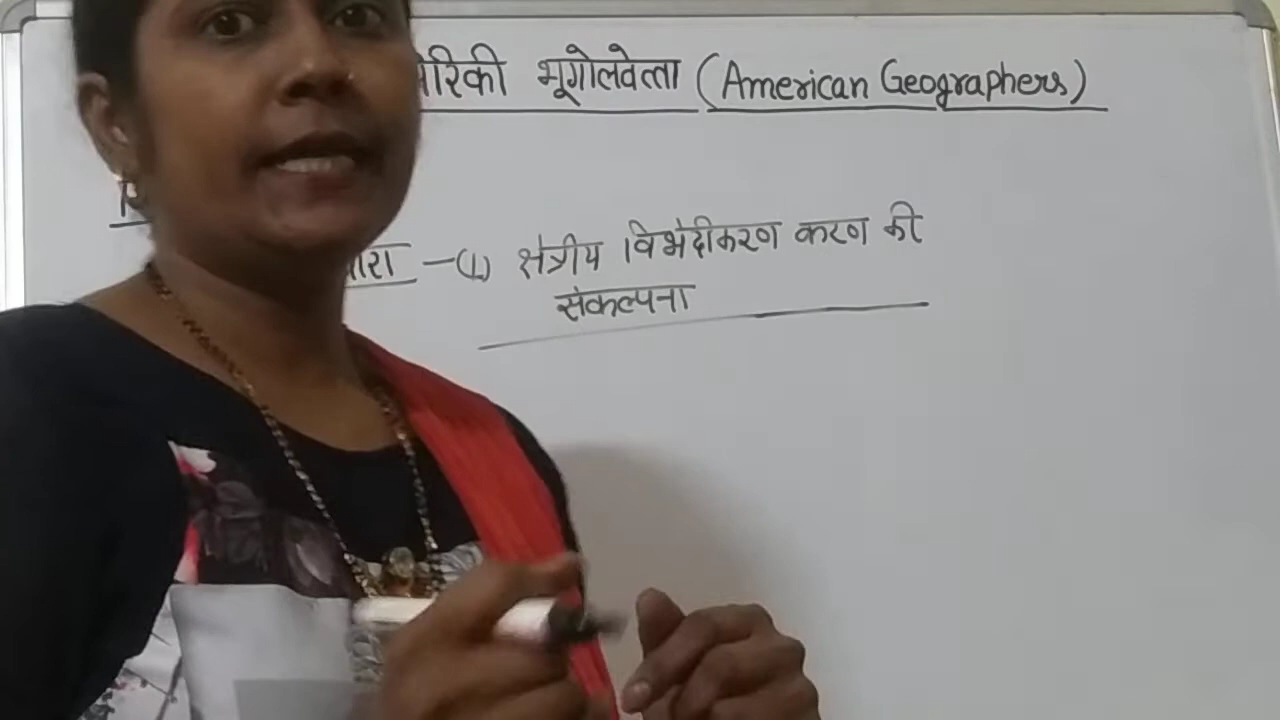 भूगोलवेत्ता (American Geographers)
(1) क्षेत्रीय विभेदीकरण करण की
संकल्पना